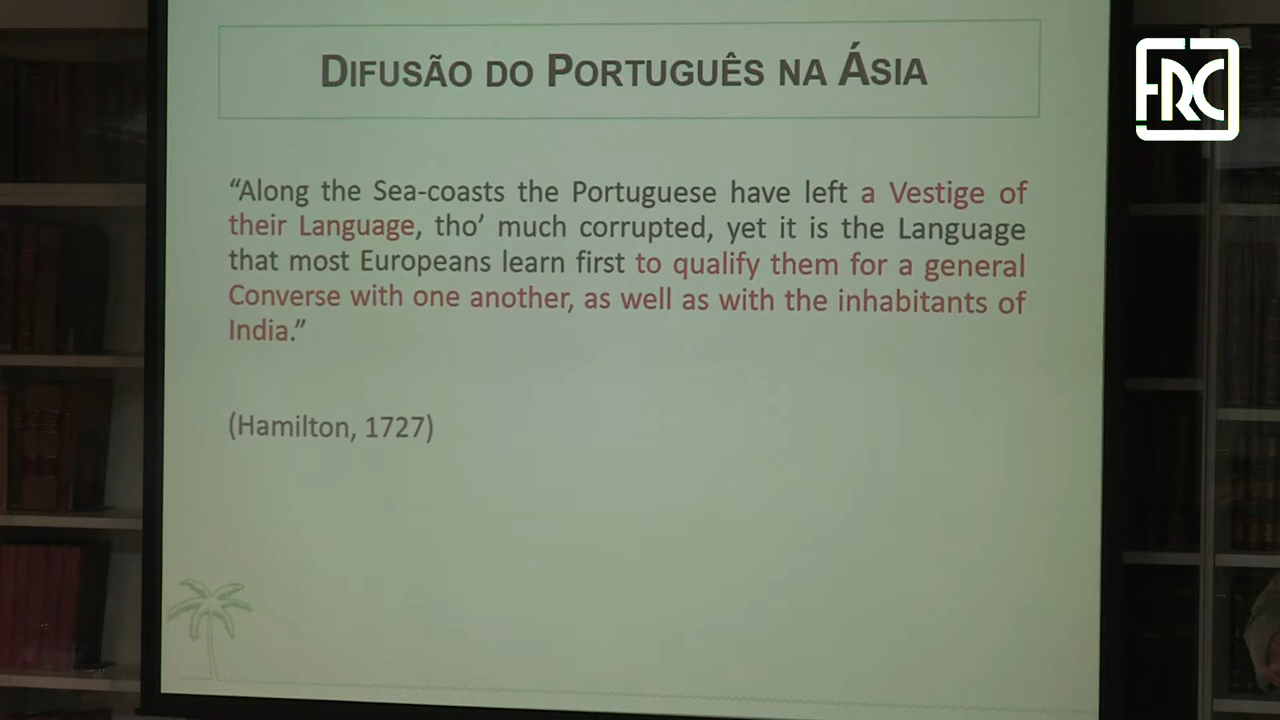 DIFUSÃO DO PORTUGUÊS NA ÁSIA
FRC
“Along the Sea-coasts the Portuguese have left a Vestige of
their Language, tho’ much corrupted, yet it is the Language
that most Europeans learn first to qualify them for a general
Converse with one another, as well as with the inhabitants of
India.”
(Hamilton, 1727)